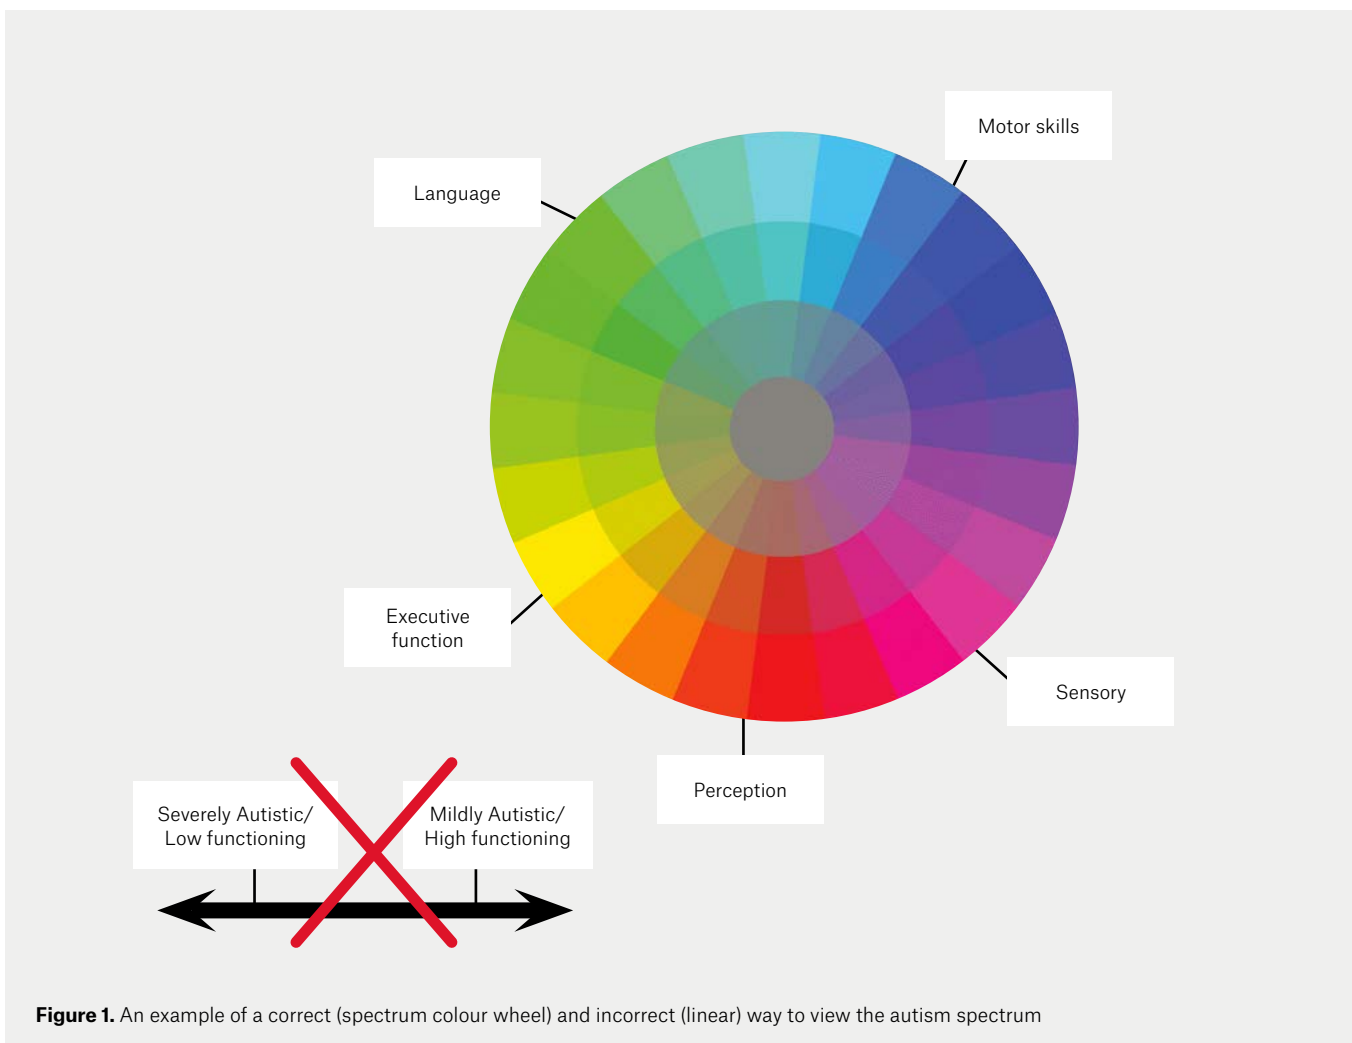 Motor skills
Language
Executive
function
Sensory
Perception
Severely Autistic/
Low functioning
Mildly Autistic/
High functioning
Figure 1. An example of a correct (spectrum colour wheel) and incorrect (linear) way to view the autism spectrum